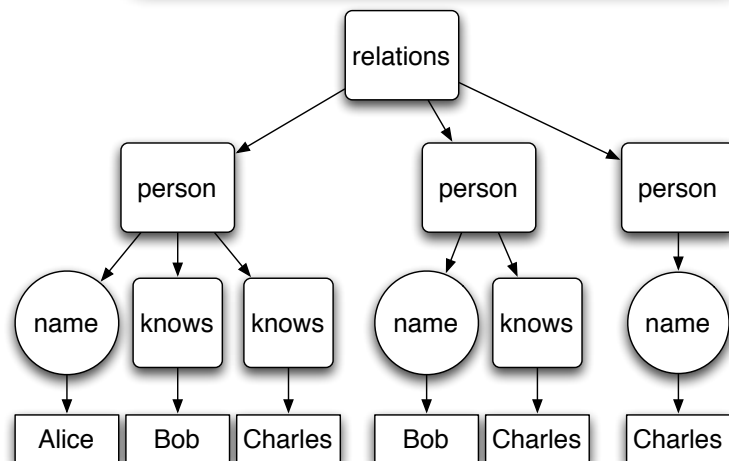 relations
person person person
name knows knows name knows name
Alice Bob Charles Bob Charles Charles